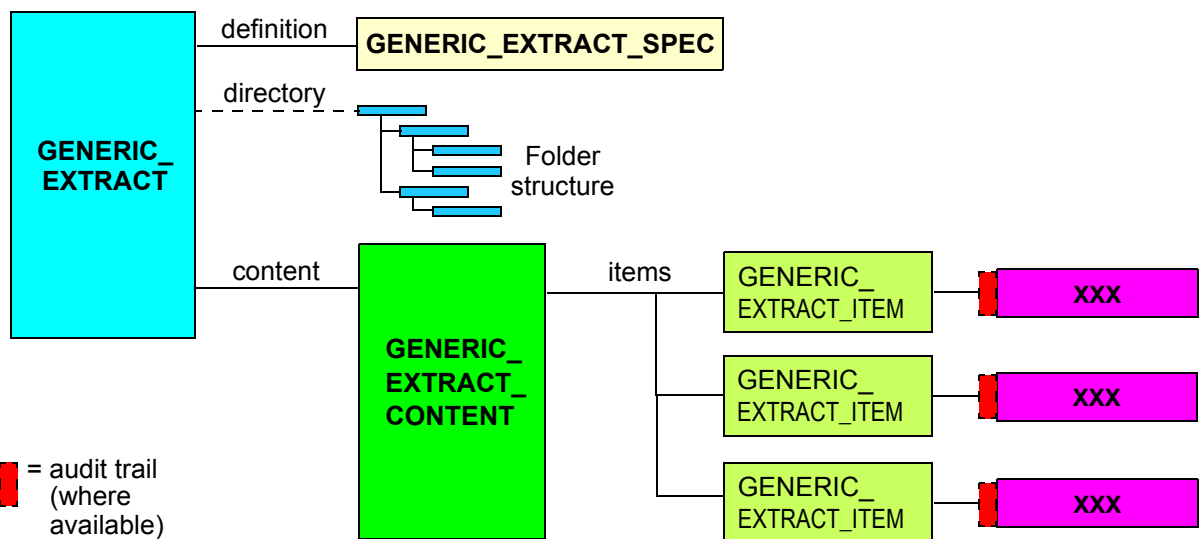 definition
GENERIC_EXTRACT_SPEC
directory
GENERIC_
EXTRACT
Folder
structure
content
items
GENERIC_
EXTRACT_ITEM
XXX
GENERIC_
EXTRACT_
CONTENT
GENERIC_
EXTRACT_ITEM
XXX
= audit trail
(where
available)
GENERIC_
EXTRACT_ITEM
XXX